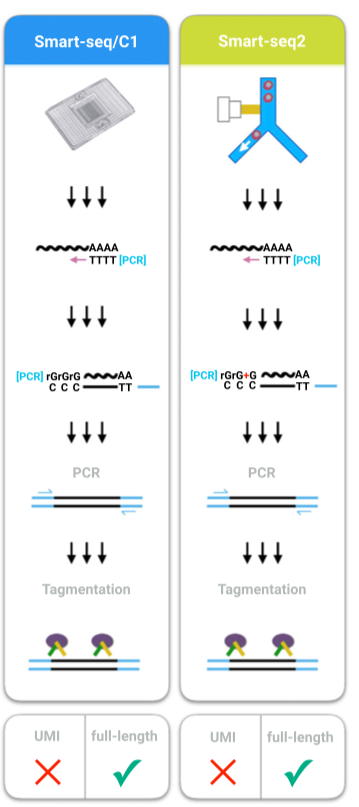 Smart-seq/C1
AAAA
TTTT [PCR]
[PCR] rGrGrG AA
C C C TT
PCR
Tagmentation
UMI full-length
Smart-seq2
AAAA
TTTT [PCR]
[PCR] rGrG+G AA
C C C TT
PCR
Tagmentation
UMI full-length